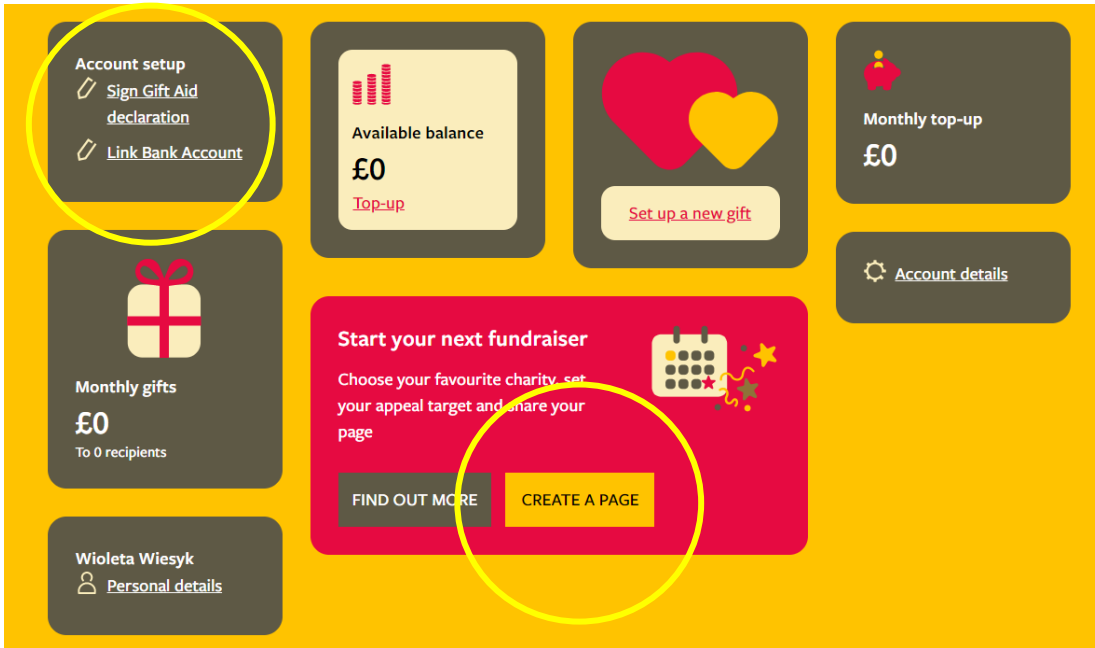 Account setup
Sign Gift Aid
declaration
Link Bank Account
Available balance
£0
Top-up
Set up a new gift
Monthly top-up
£0
Account details
Monthly gifts
£0
To 0 recipients
Start your next fundraiser
Choose your favourite charity, set
your appeal target and share your
page
FIND OUT MORE
CREATE A PAGE
Wioleta Wiesyk
Personal details